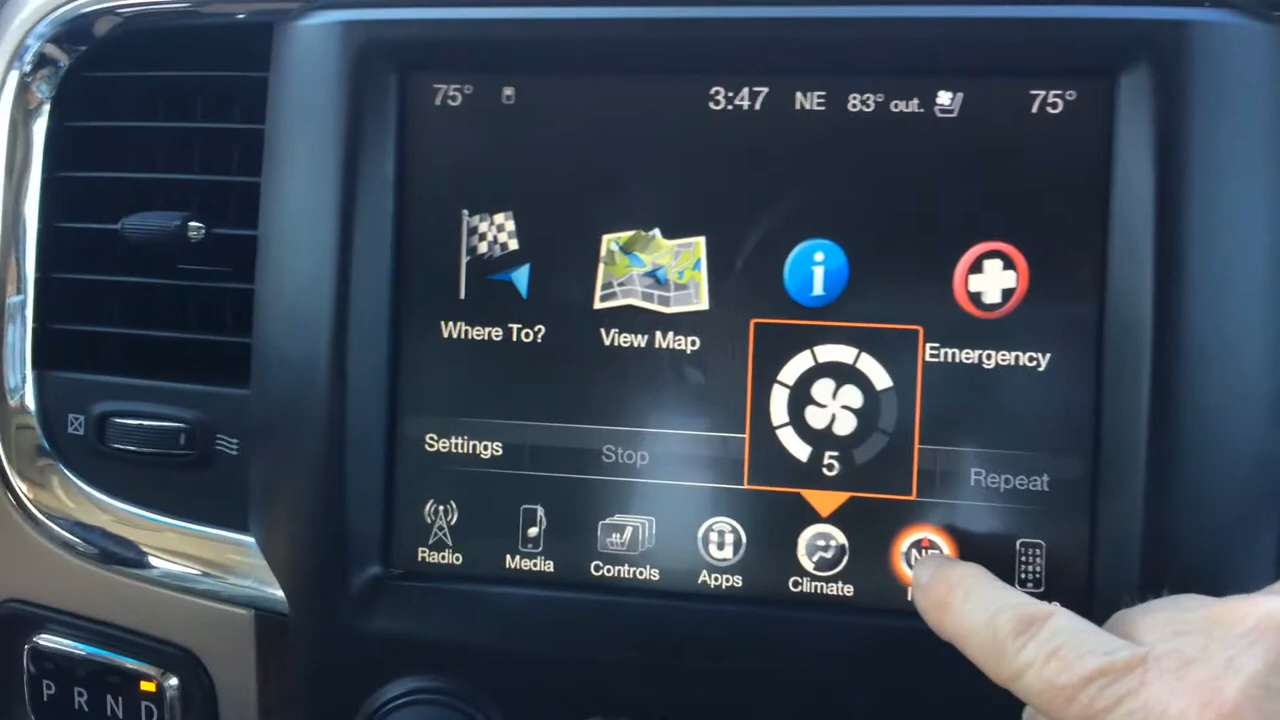 75° 3:47 NE 83° out. 75°
Where To?
View Map
Emergency
5
Settings
Stop
Repeat
Radio
Media
Controls
Apps
Climate
NE
P R N D